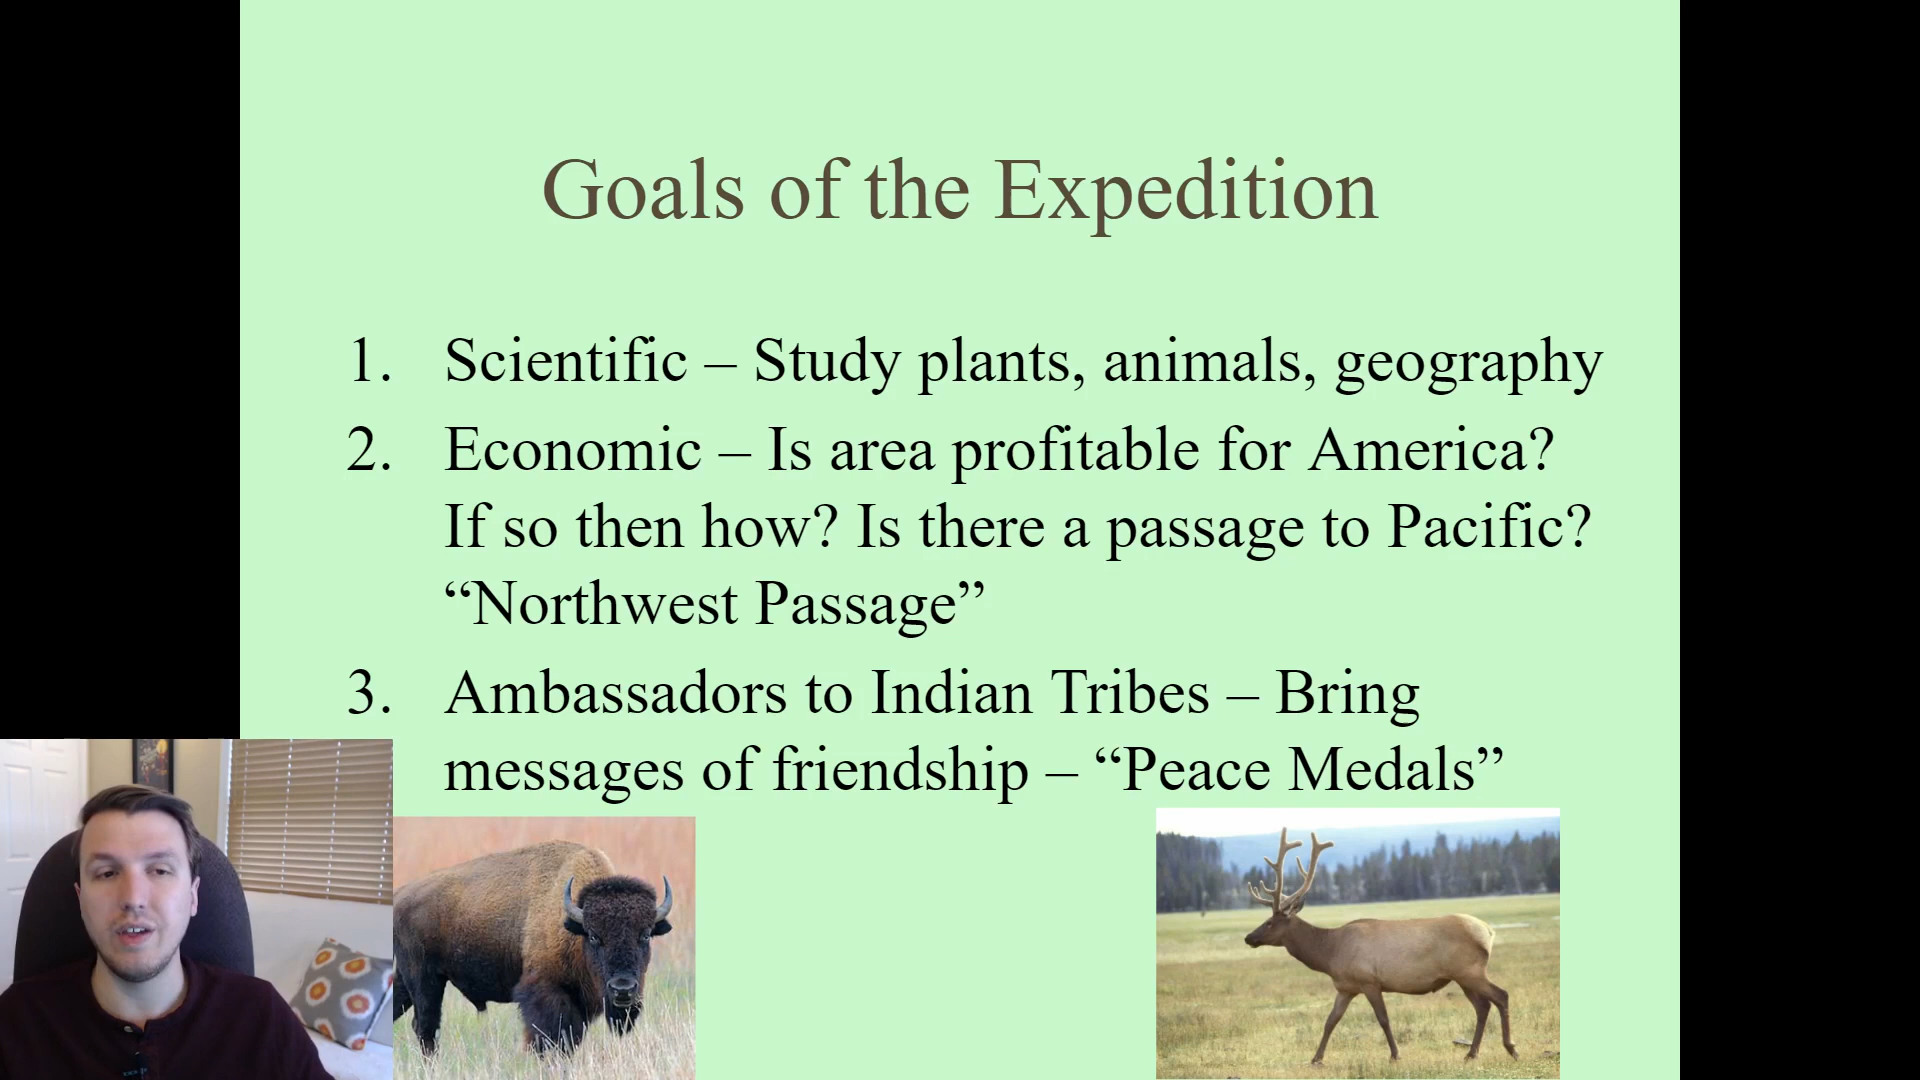 Goals of the Expedition
1. Scientific – Study plants, animals, geography
2. Economic – Is area profitable for America?
If so then how? Is there a passage to Pacific?
“Northwest Passage”
3. Ambassadors to Indian Tribes – Bring
messages of friendship – “Peace Medals”